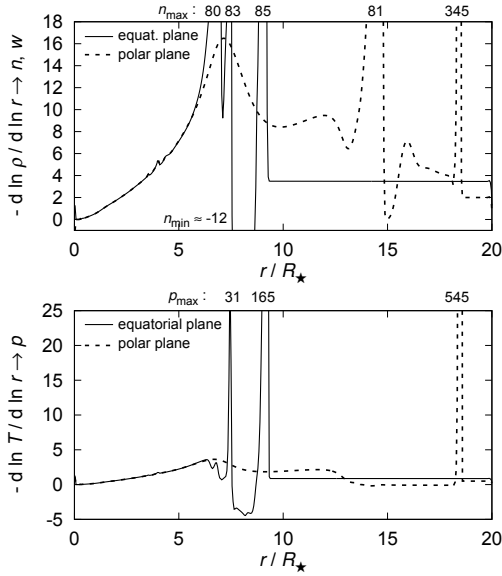 n_max : 80 83 85 81 345
equat. plane
polar plane
18
16
14
12
10
8
6
4
2
0
- d ln ρ / d ln r → n, w
n_min ≈ -12
0 5 10 15 20
r / R★
p_max : 31 165 545
equatorial plane
polar plane
25
20
15
10
5
0
-5
- d ln T / d ln r → p
0 5 10 15 20
r / R★